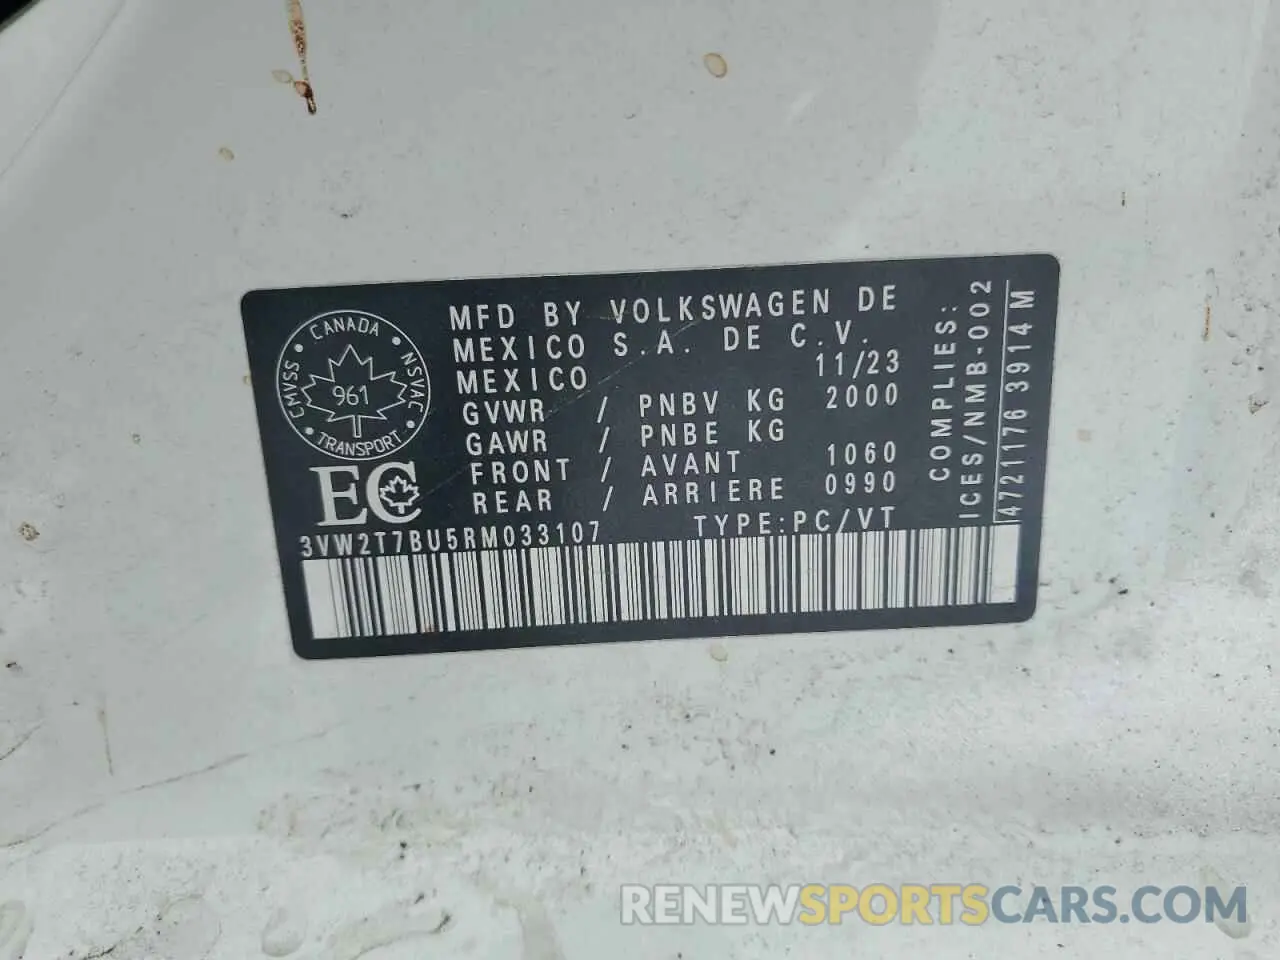 MFD BY VOLKSWAGEN DE
MEXICO S.A. DE C.V.
MEXICO 11/23
GVWR / PNBV KG 2000
GAWR / PNBE KG
FRONT / AVANT 1060
REAR / ARRIERE 0990
TYPE:PC/VT
3VW2T7BU5RM033107
CANADA
CMVSS • NSVAC
961
• TRANSPORT •
EC
COMPLIES:
ICES/NMB-002
47211176 3914 M
RENEWSPORTSCARS.COM